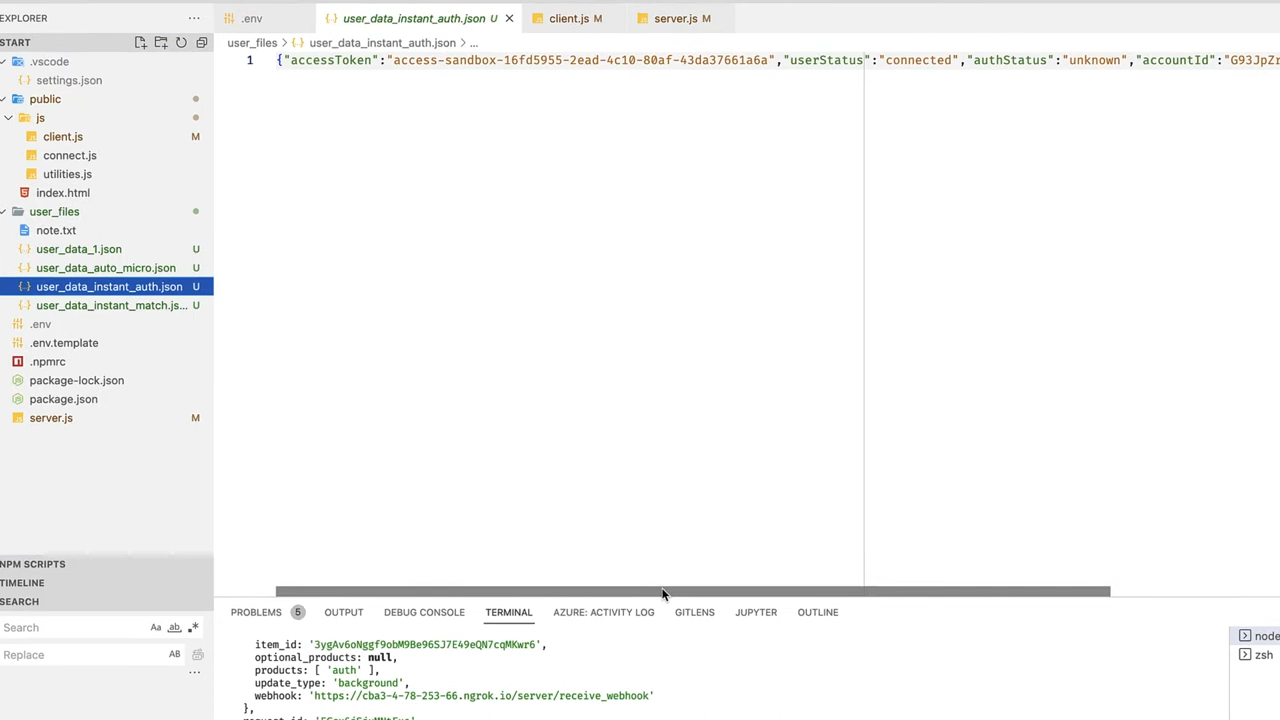 EXPLORER
START
.vscode
settings.json
public
js
client.js M
connect.js
utilities.js
index.html
user_files
note.txt
user_data_1.json U
user_data_auto_micro.json U
user_data_instant_auth.json U
user_data_instant_match.js... U
.env
.env.template
.npmrc
package-lock.json
package.json
server.js M
NPM SCRIPTS
TIMELINE
SEARCH
Search Aa ab
Replace AB
.env
user_data_instant_auth.json U
client.js M
server.js M
user_files > user_data_instant_auth.json > ...
1 {"accessToken":"access-sandbox-16fd5955-2ead-4c10-80af-43da37661a6a","userStatus":"connected","authStatus":"unknown","accountId":"G93JpZr
PROBLEMS 5 OUTPUT DEBUG CONSOLE TERMINAL AZURE: ACTIVITY LOG GITLENS JUPYTER OUTLINE
item_id: '3ygAv6oNggf9obM9Be96SJ7E49eQN7cqMKwr6',
optional_products: null,
products: [ 'auth' ],
update_type: 'background',
webhook: 'https://cba3-4-78-253-66.ngrok.io/server/receive_webhook'
},
node
zsh